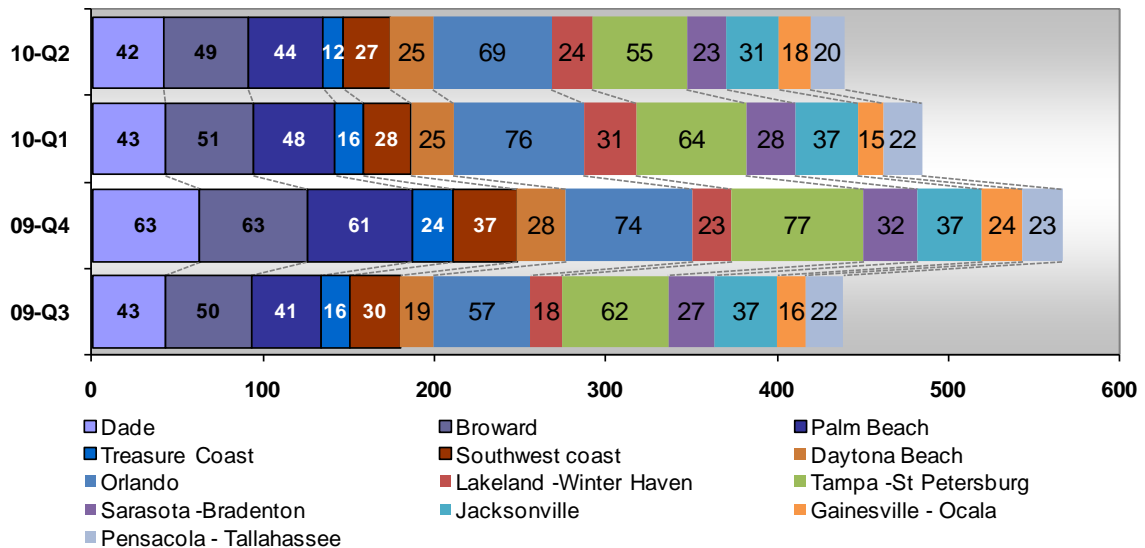 10-Q2 42 49 44 12 27 25 69 24 55 23 31 18 20
10-Q1 43 51 48 16 28 25 76 31 64 28 37 15 22
09-Q4 63 63 61 24 37 28 74 23 77 32 37 24 23
09-Q3 43 50 41 16 30 19 57 18 62 27 37 16 22
0 100 200 300 400 500 600
Dade Broward Palm Beach
Treasure Coast Southwest coast Daytona Beach
Orlando Lakeland -Winter Haven Tampa -St Petersburg
Sarasota -Bradenton Jacksonville Gainesville - Ocala
Pensacola - Tallahassee